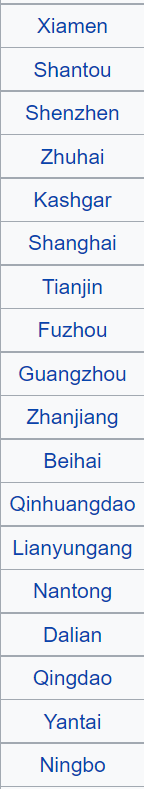 Xiamen
Shantou
Shenzhen
Zhuhai
Kashgar
Shanghai
Tianjin
Fuzhou
Guangzhou
Zhanjiang
Beihai
Qinhuangdao
Lianyungang
Nantong
Dalian
Qingdao
Yantai
Ningbo